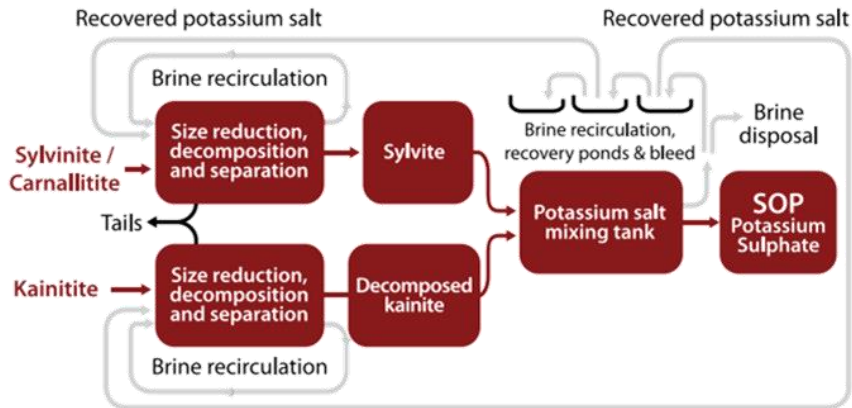 Recovered potassium salt
Recovered potassium salt
Brine recirculation
Size reduction,
decomposition
and separation
Sylvite
Brine recirculation,
recovery ponds & bleed
Brine
disposal
Sylvinite /
Carnallitite
Tails
Potassium salt
mixing tank
SOP
Potassium
Sulphate
Kainitite
Size reduction,
decomposition
and separation
Decomposed
kainite
Brine recirculation